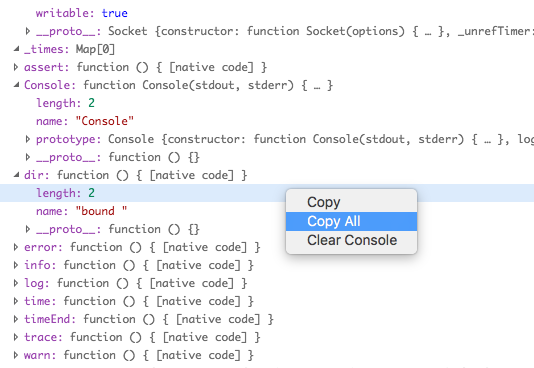 writable: true
__proto__: Socket {constructor: function Socket(options) { … }, _unrefTimer:
_times: Map[0]
assert: function () { [native code] }
Console: function Console(stdout, stderr) { … }
length: 2
name: "Console"
prototype: Console {constructor: function Console(stdout, stderr) { … }, log
__proto__: function () {}
dir: function () { [native code] }
length: 2
name: "bound "
__proto__: function () {}
error: function () { [native code] }
info: function () { [native code] }
log: function () { [native code] }
time: function () { [native code] }
timeEnd: function () { [native code] }
trace: function () { [native code] }
warn: function () { [native code] }
Copy
Copy All
Clear Console